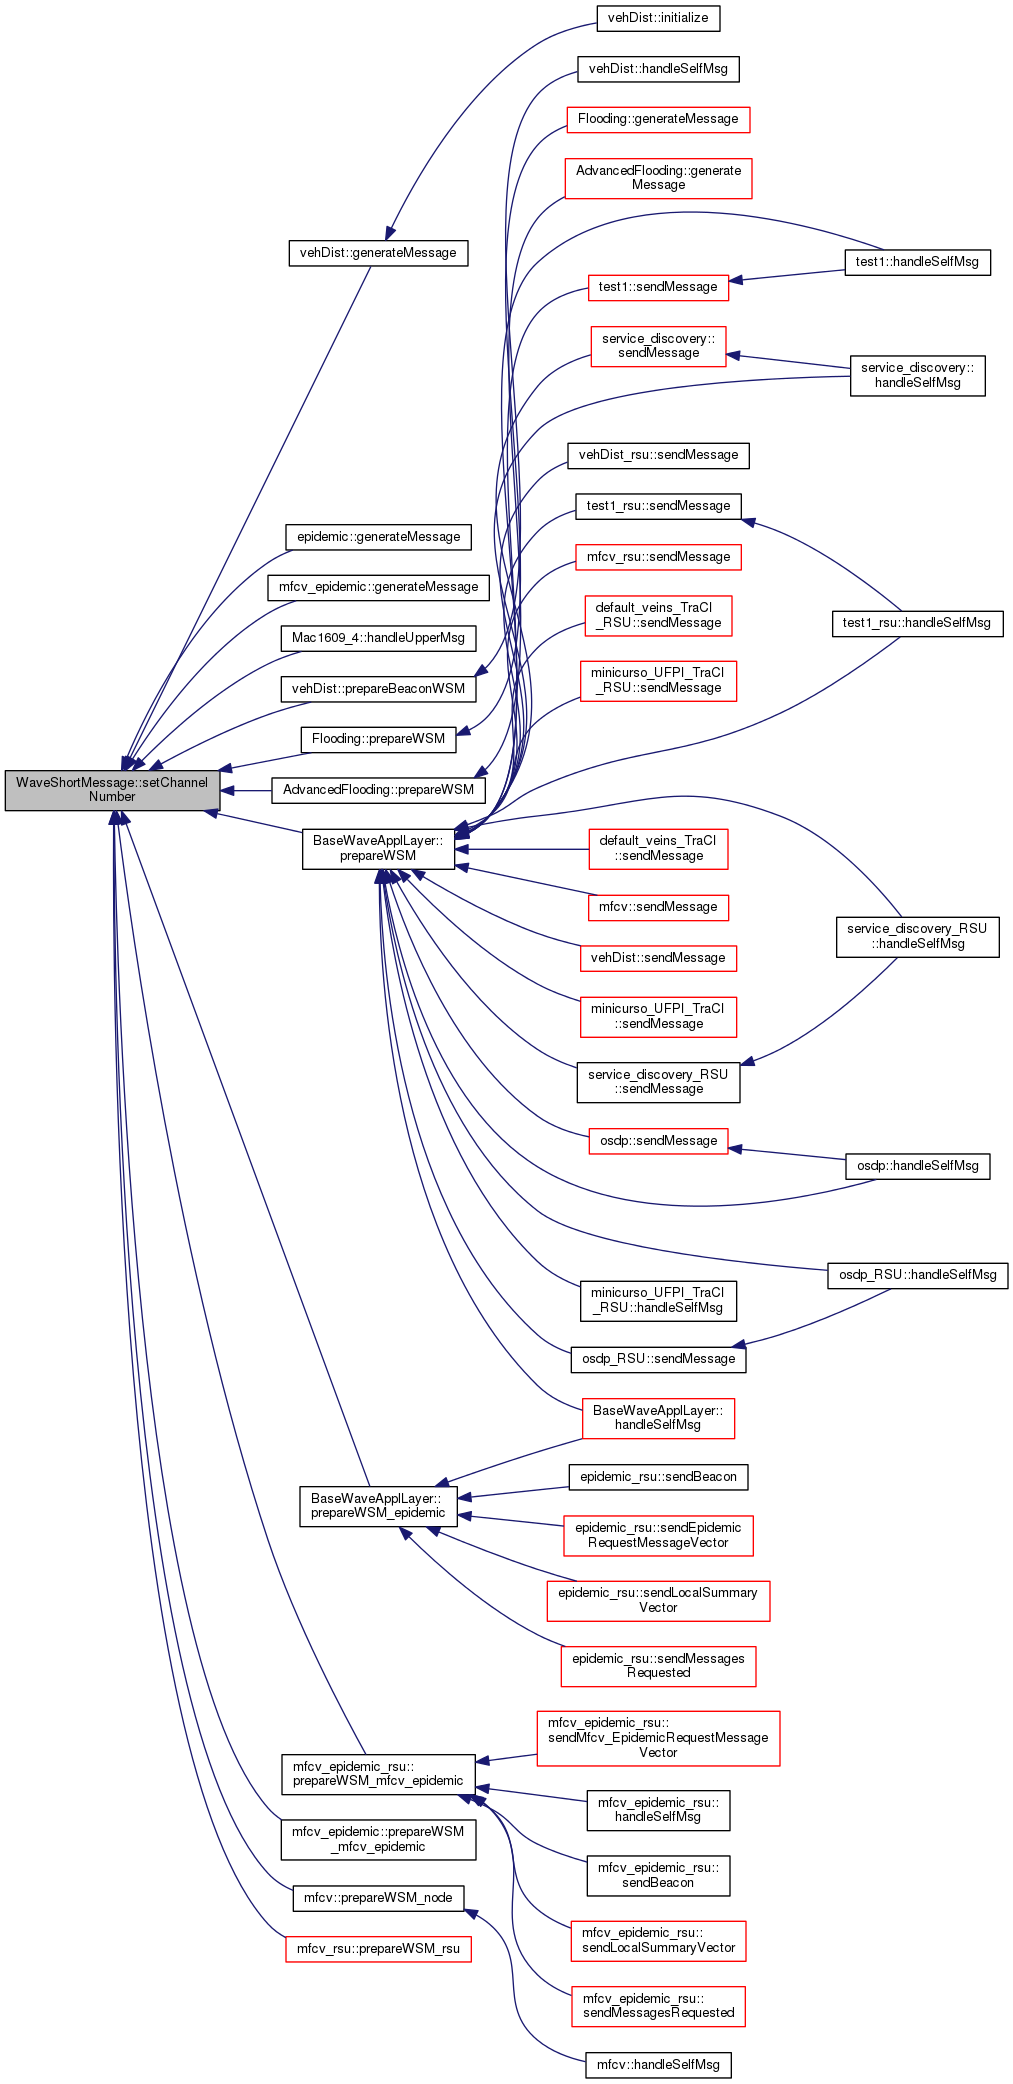 vehDist::initialize
vehDist::handleSelfMsg
Flooding::generateMessage
AdvancedFlooding::generate
Message
vehDist::generateMessage
test1::handleSelfMsg
test1::sendMessage
service_discovery::
sendMessage
service_discovery::
handleSelfMsg
vehDist_rsu::sendMessage
test1_rsu::sendMessage
epidemic::generateMessage
mfcv_rsu::sendMessage
mfcv_epidemic::generateMessage
default_veins_TraCI
_RSU::sendMessage
test1_rsu::handleSelfMsg
Mac1609_4::handleUpperMsg
minicurso_UFPI_TraCI
_RSU::sendMessage
vehDist::prepareBeaconWSM
Flooding::prepareWSM
WaveShortMessage::setChannel
Number
AdvancedFlooding::prepareWSM
BaseWaveApplLayer::
prepareWSM
default_veins_TraCI
::sendMessage
mfcv::sendMessage
service_discovery_RSU
::handleSelfMsg
vehDist::sendMessage
minicurso_UFPI_TraCI
::sendMessage
service_discovery_RSU
::sendMessage
osdp::sendMessage
osdp::handleSelfMsg
osdp_RSU::handleSelfMsg
minicurso_UFPI_TraCI
_RSU::handleSelfMsg
osdp_RSU::sendMessage
BaseWaveApplLayer::
handleSelfMsg
epidemic_rsu::sendBeacon
BaseWaveApplLayer::
prepareWSM_epidemic
epidemic_rsu::sendEpidemic
RequestMessageVector
epidemic_rsu::sendLocalSummary
Vector
epidemic_rsu::sendMessages
Requested
mfcv_epidemic_rsu::
sendMfcv_EpidemicRequestMessage
Vector
mfcv_epidemic_rsu::
prepareWSM_mfcv_epidemic
mfcv_epidemic_rsu::
handleSelfMsg
mfcv_epidemic::prepareWSM
_mfcv_epidemic
mfcv_epidemic_rsu::
sendBeacon
mfcv::prepareWSM_node
mfcv_rsu::prepareWSM_rsu
mfcv_epidemic_rsu::
sendLocalSummaryVector
mfcv_epidemic_rsu::
sendMessagesRequested
mfcv::handleSelfMsg